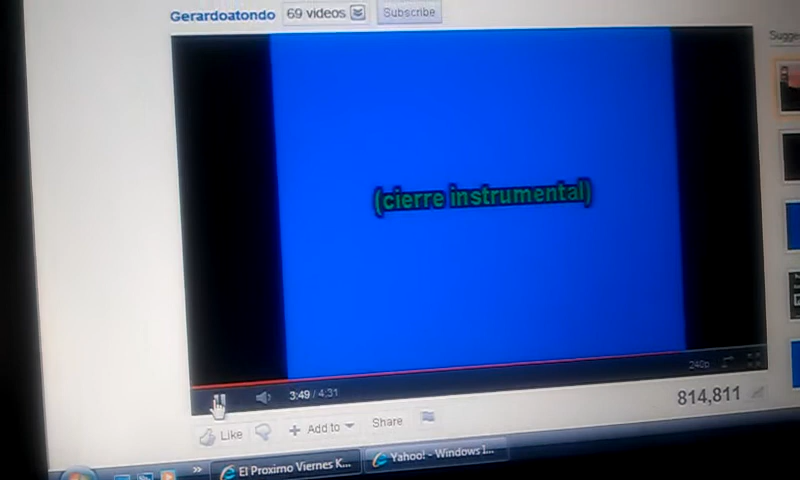 Gerardoatondo 69 videos Subscribe
Sugge
(cierre instrumental)
240p
3:49 / 4:31
814,811
Like + Add to Share
El Proximo Viernes K... Yahoo! - Windows I...